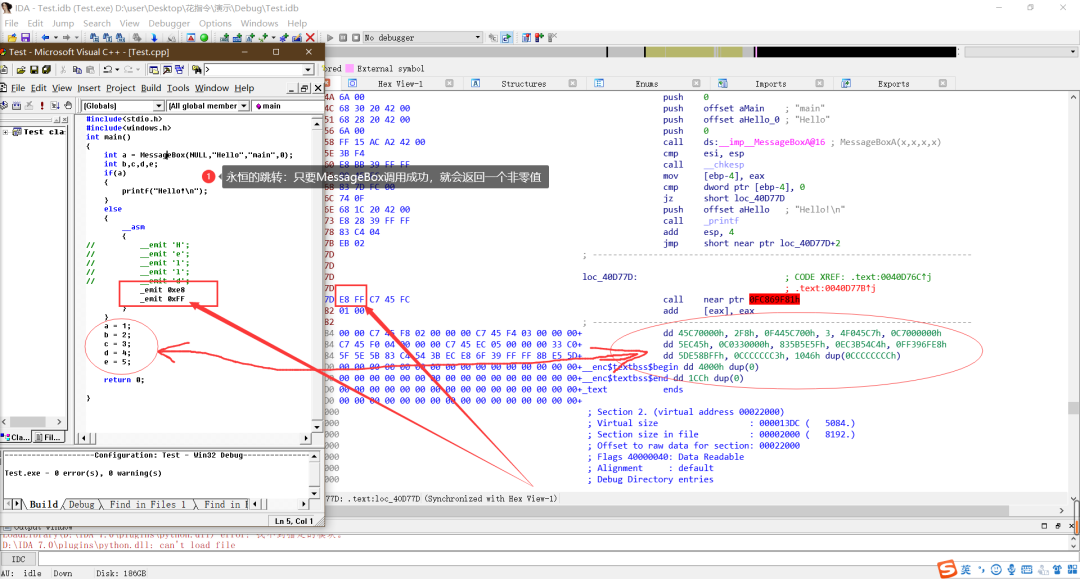 IDA - Test.idb (Test.exe) D:\user\Desktop\花指令\演示\Debug\Test.idb
File Edit Jump Search View Debugger Options Windows Help
No debugger
Test - Microsoft Visual C++ - [Test.cpp]
File Edit View Insert Project Build Tools Window Help
[Globals] [All global member main
Test cla
#include<stdio.h>
#include<windows.h>
int main()
{
int a = MessageBox(NULL,"Hello","main",0);
int b,c,d,e;
if(a)
{
printf("Hello!\n");
}
else
{
__asm
{
// __emit 'H';
// __emit 'e';
// __emit 'l';
// __emit 'l';
// __emit 'd';
_emit 0xe8
_emit 0xFF
}
}
a = 1;
b = 2;
c = 3;
d = 4;
e = 5;
return 0;
}
1 永恒的跳转：只要MessageBox调用成功，就会返回一个非零值
Cla... Fil...
Configuration: Test - Win32 Debug
Test.exe - 0 error(s), 0 warning(s)
Build Debug Find in Files 1 Find in
Ln 5, Col 1
External symbol
Hex View-1 Structures Enums Imports Exports
4A 6A 00 push 0
4C 68 30 20 42 00 push offset aMain ; "main"
51 68 28 20 42 00 push offset aHello_0 ; "Hello"
56 6A 00 push 0
58 FF 15 AC A2 42 00 call ds:__imp__MessageBoxA@16 ; MessageBoxA(x,x,x,x)
5E 3B F4 cmp esi, esp
E8 BB 39 FF FF call __chkesp
mov [ebp-4], eax
83 7D FC 00 cmp dword ptr [ebp-4], 0
6C 74 0F jz short loc_40D77D
6E 68 1C 20 42 00 push offset aHello ; "Hello!\n"
73 E8 28 39 FF FF call _printf
78 83 C4 04 add esp, 4
7B EB 02 jmp short near ptr loc_40D77D+2
7D
7D
7D loc_40D77D: ; CODE XREF: .text:0040D76C↑j
7D ; .text:0040D77B↑j
7D E8 FF C7 45 FC call near ptr 0FC869F81h
82 01 00 add [eax], eax
84 00 00 C7 45 F8 02 00 00 00 C7 45 F4 03 00 00 00+ dd 45C70000h, 2F8h, 0F445C700h, 3, 4F045C7h, 0C7000000h
84 C7 45 F0 04 00 00 00 C7 45 EC 05 00 00 00 33 C0+ dd 5EC45h, 0C0330000h, 835B5E5Fh, 0EC3B54C4h, 0FF396FE8h
84 5F 5E 5B 83 C4 54 3B EC E8 6F 39 FF FF 8B E5 5D+ dd 5DE58BFFh, 0CCCCCCC3h, 1046h dup(0CCCCCCCCh)
00 00 00 00 00 00 00 00 00 00 00 00 00 00 00 00 00+__enc$textbss$begin dd 4000h dup(0)
00 00 00 00 00 00 00 00 00 00 00 00 00 00 00 00 00+__enc$textbss$end dd 1CCh dup(0)
00 00 00 00 00 00 00 00 00 00 00 00 00 00 00 00 00+_text ends
00 00 00 00 00 00 00 00 00 00 00 00 00 00 00 00 00+
; Section 2. (virtual address 00022000)
; Virtual size : 000013DC ( 5084.)
; Section size in file : 00002000 ( 8192.)
; Offset to raw data for section: 00022000
; Flags 40000040: Data Readable
; Alignment : default
; Debug Directory entries
77D: .text:loc_40D77D (Synchronized with Hex View-1)
Output window
D:\IDA 7.0\plugins\python.dll: can't load file
IDC
AU: idle Down Disk: 186GB
英